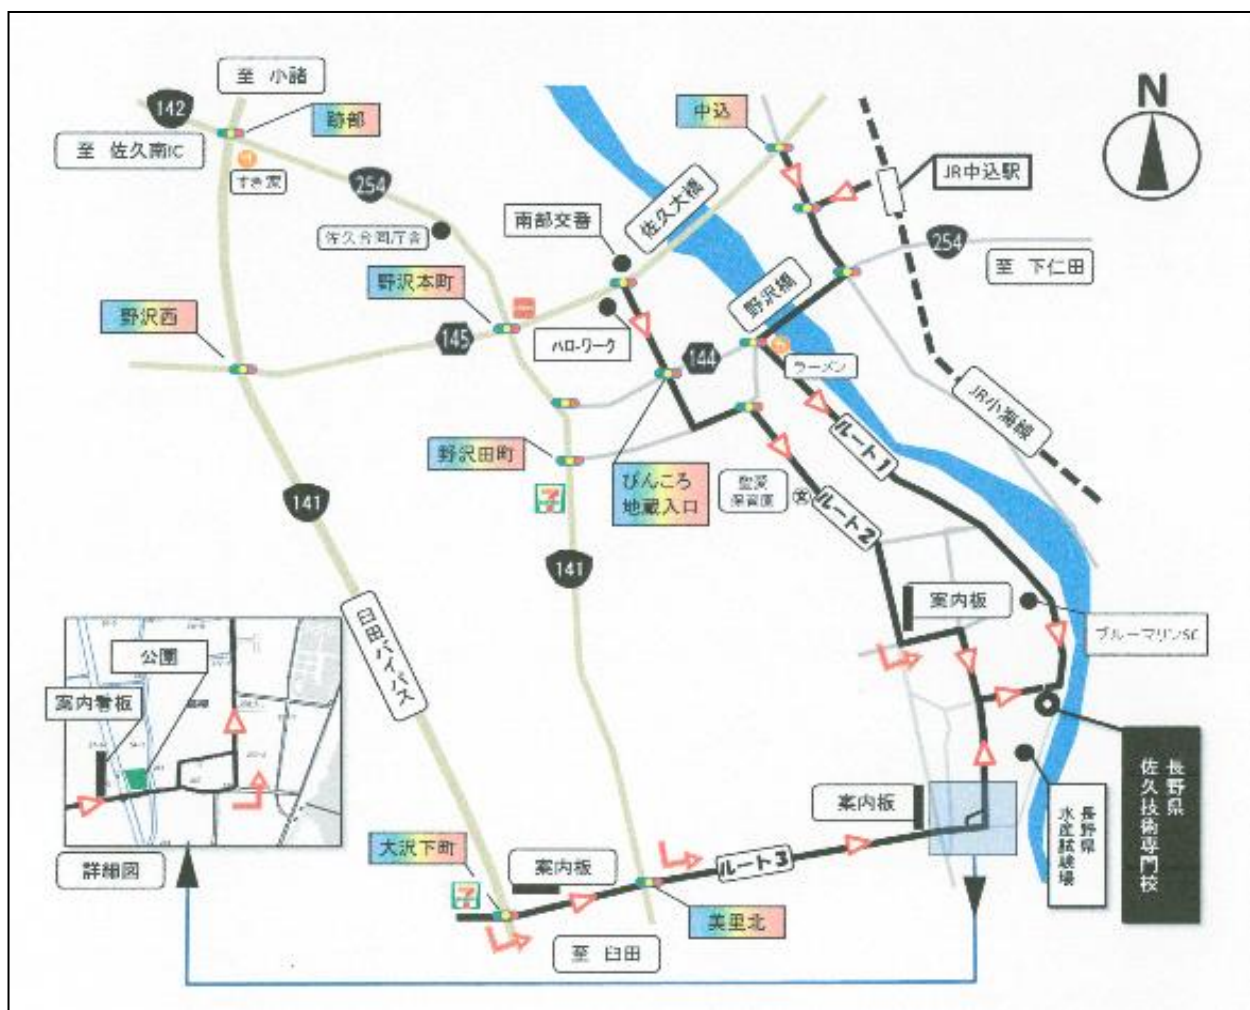 至 小諸
142
跡部
中込
N
至 佐久南IC
すき家
254
JR中込駅
佐久大橋
南部交番
佐久合同庁舎
254
至 下仁田
野沢本町
野沢橋
野沢西
145
ハローワーク
144
ラーメン
JR小海線
ルート1
野沢田町
ぴんころ
地蔵入口
聖愛
保育園
ルート2
141
7
141
臼田バイパス
案内板
ブルーマリンSC
公園
案内看板
長野県
佐久技術専門校
案内板
長野県
水産試験場
大沢下町
詳細図
案内板
ルート3
7
美里北
至 臼田